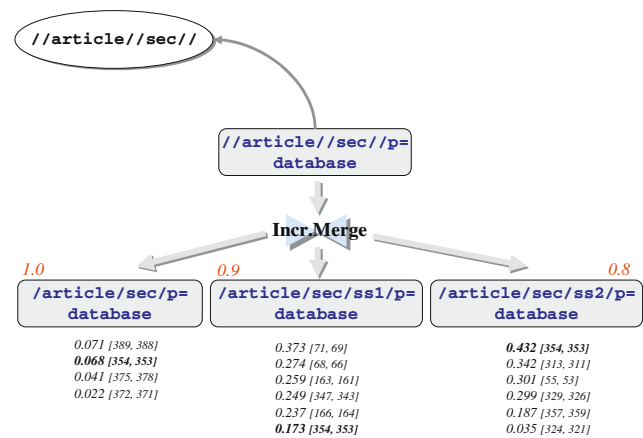 //article//sec//
//article//sec//p=
database
Incr.Merge
1.0
0.9
0.8
/article/sec/p=
database
/article/sec/ss1/p=
database
/article/sec/ss2/p=
database
0.071 [389, 388]
0.068 [354, 353]
0.041 [375, 378]
0.022 [372, 371]
0.373 [71, 69]
0.274 [68, 66]
0.259 [163, 161]
0.249 [347, 343]
0.237 [166, 164]
0.173 [354, 353]
0.432 [354, 353]
0.342 [313, 311]
0.301 [55, 53]
0.299 [329, 326]
0.187 [357, 359]
0.035 [324, 321]